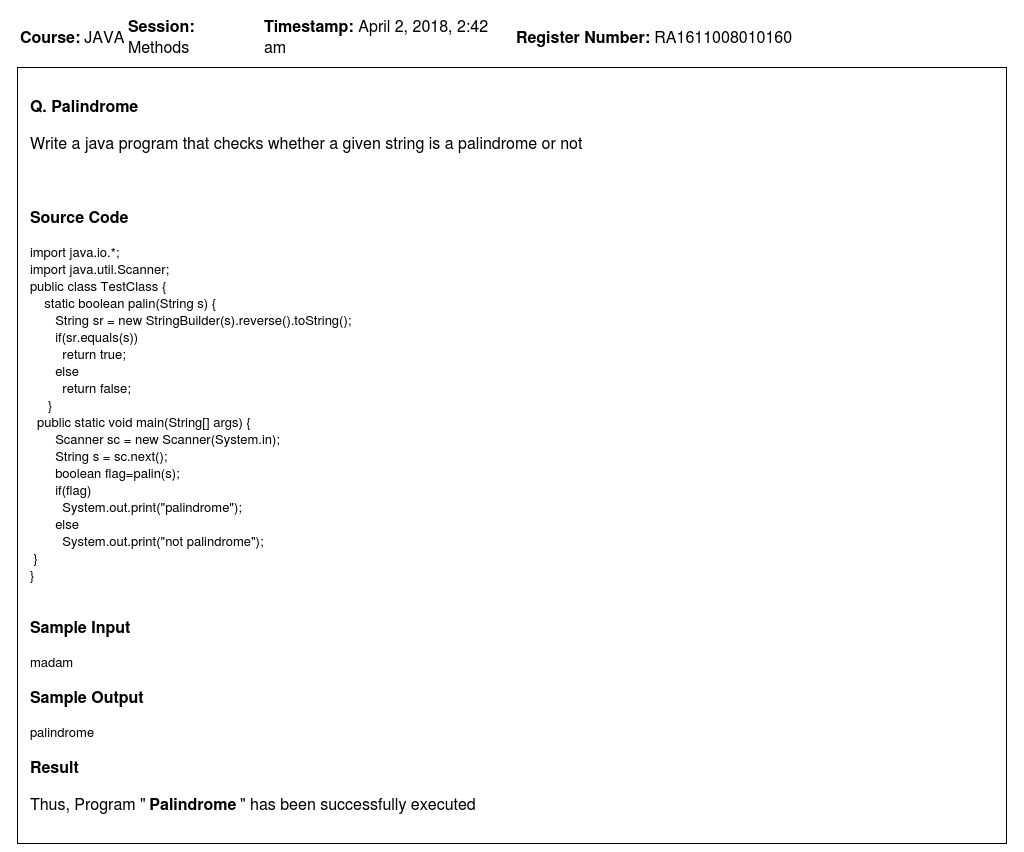 Course: JAVA Session: Methods Timestamp: April 2, 2018, 2:42 am Register Number: RA1611008010160
Q. Palindrome
Write a java program that checks whether a given string is a palindrome or not
Source Code
import java.io.*;
import java.util.Scanner;
public class TestClass {
    static boolean palin(String s) {
       String sr = new StringBuilder(s).reverse().toString();
       if(sr.equals(s))
         return true;
       else
         return false;
     }
  public static void main(String[] args) {
       Scanner sc = new Scanner(System.in);
       String s = sc.next();
       boolean flag=palin(s);
       if(flag)
         System.out.print("palindrome");
       else
         System.out.print("not palindrome");
 }
}
Sample Input
madam
Sample Output
palindrome
Result
Thus, Program " Palindrome " has been successfully executed